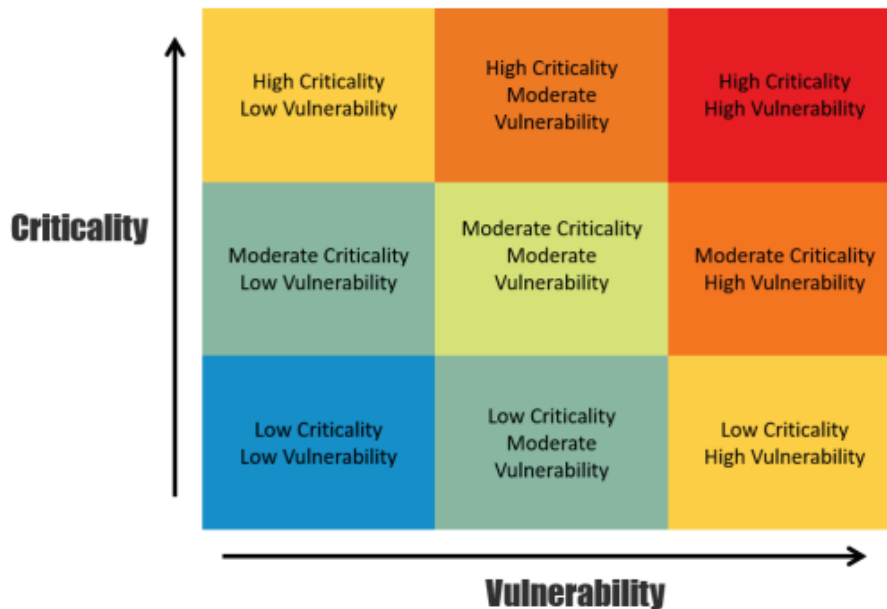 High Criticality
Low Vulnerability
High Criticality
Moderate
Vulnerability
High Criticality
High Vulnerability
Criticality
Moderate Criticality
Low Vulnerability
Moderate Criticality
Moderate
Vulnerability
Moderate Criticality
High Vulnerability
Low Criticality
Low Vulnerability
Low Criticality
Moderate
Vulnerability
Low Criticality
High Vulnerability
Vulnerability